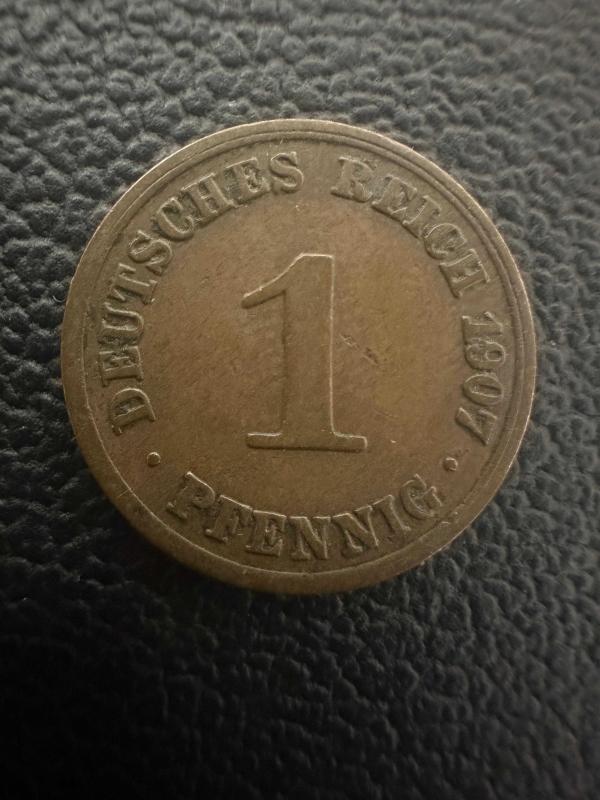 DEUTSCHES REICH 1907
1
· PFENNIG ·